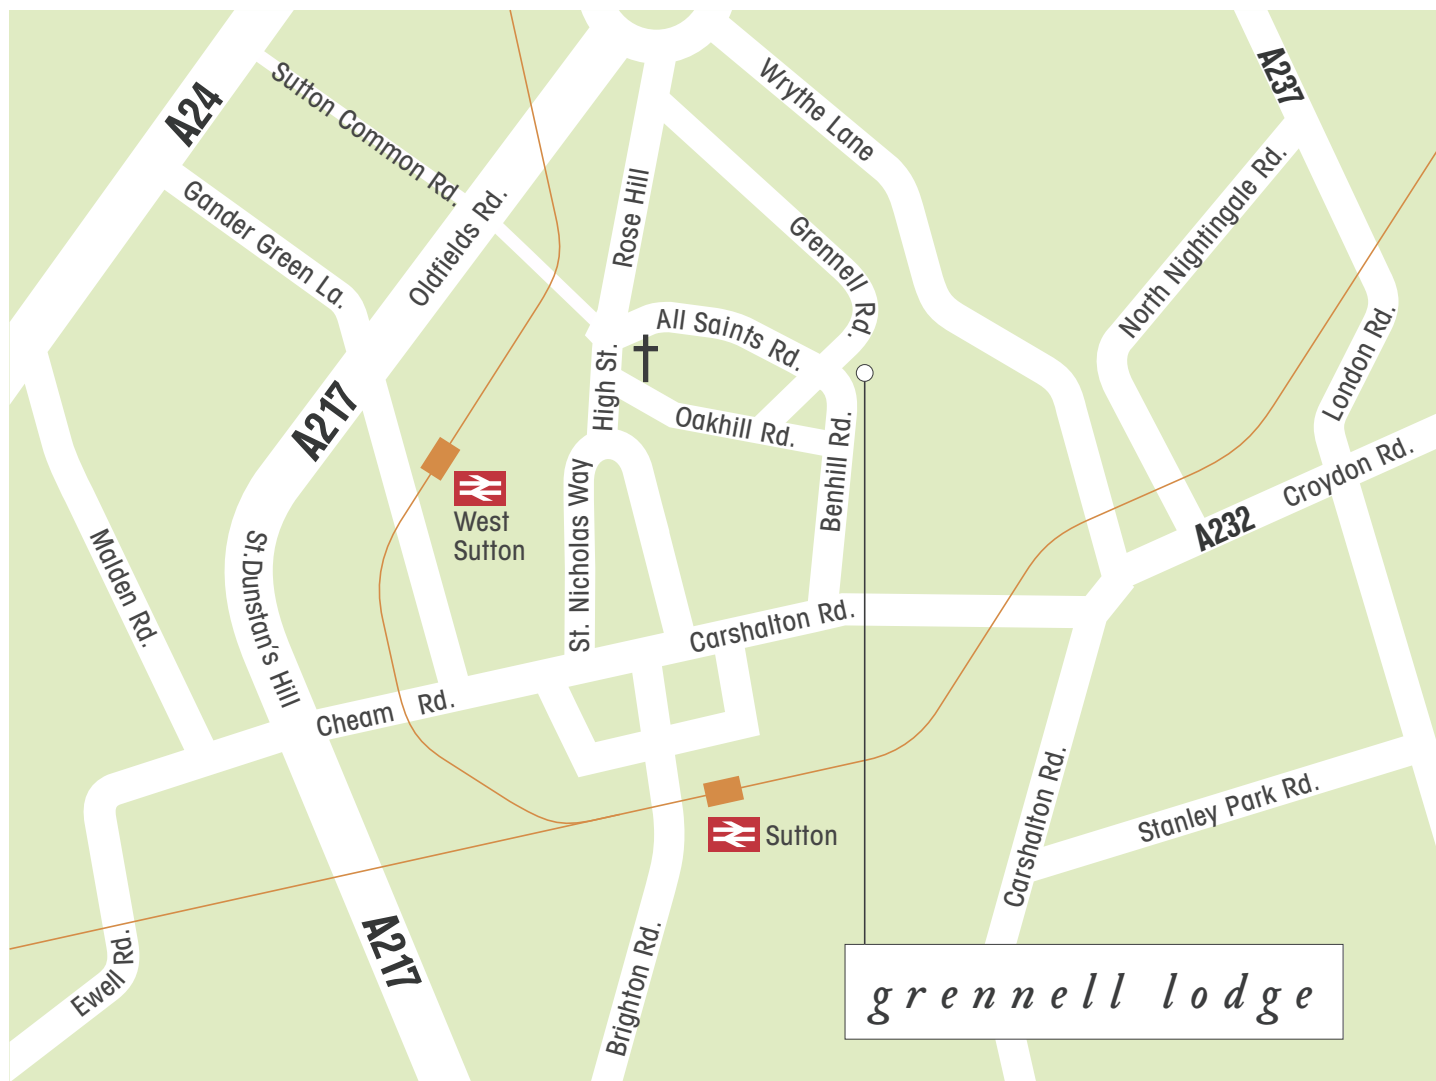 A24
Sutton Common Rd.
Gander Green La.
Oldfields Rd.
Rose Hill
Wrythe Lane
A237
Grennell Rd.
North Nightingale Rd.
All Saints Rd.
High St.
London Rd.
A217
Oakhill Rd.
Benhill Rd.
Croydon Rd.
A232
West
Sutton
Malden Rd.
St.Dunstan's Hill
St. Nicholas Way
Carshalton Rd.
Cheam Rd.
Sutton
Carshalton Rd.
Stanley Park Rd.
A217
Ewell Rd.
Brighton Rd.
grennell lodge